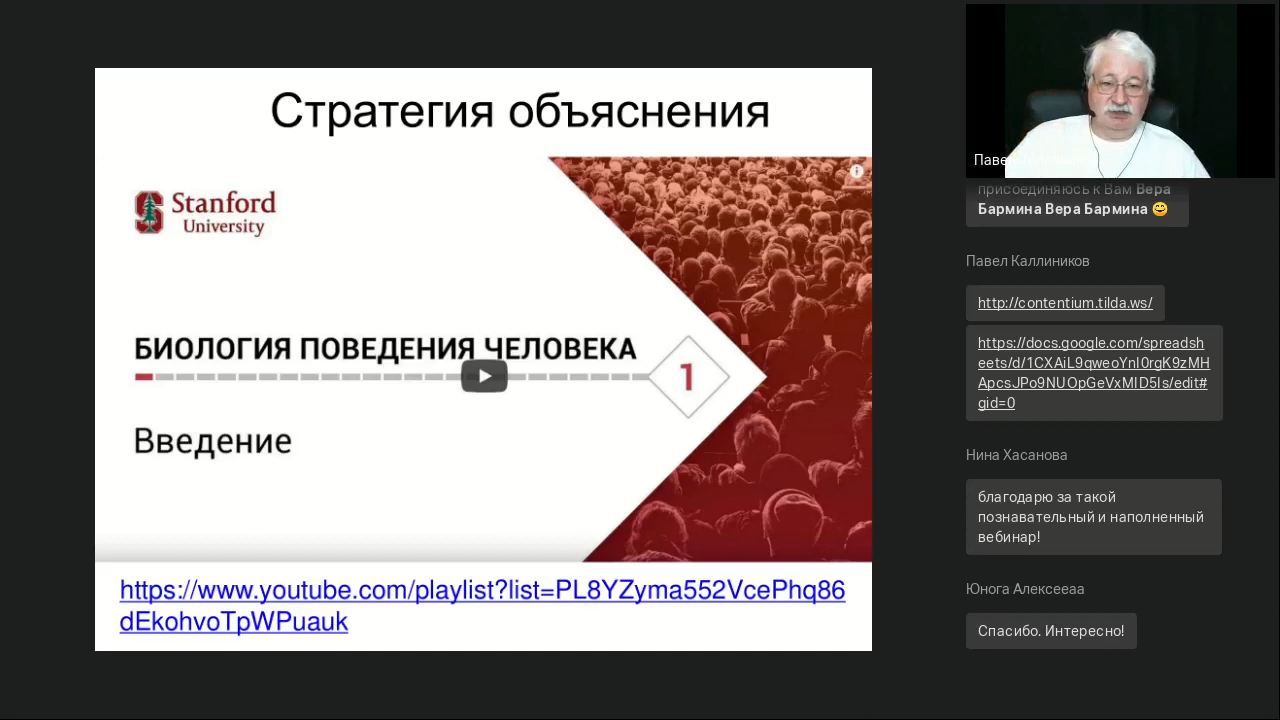 Стратегия объяснения
Stanford
University
БИОЛОГИЯ ПОВЕДЕНИЯ ЧЕЛОВЕКА
1
Введение
https://www.youtube.com/playlist?list=PL8YZyma552VcePhq86
dEkohvoTpWPuauk
присоединяюсь к Вам Вера
Бармина Вера Бармина 😊
Павел Каллиников
http://contentium.tilda.ws/
https://docs.google.com/spreadsh
eets/d/1CXAiL9qweoYnI0rgK9zMH
ApcsJPo9NUOpGeVxMID5Is/edit#
gid=0
Нина Хасанова
благодарю за такой
познавательный и наполненный
вебинар!
Юнога Алексееаа
Спасибо. Интересно!